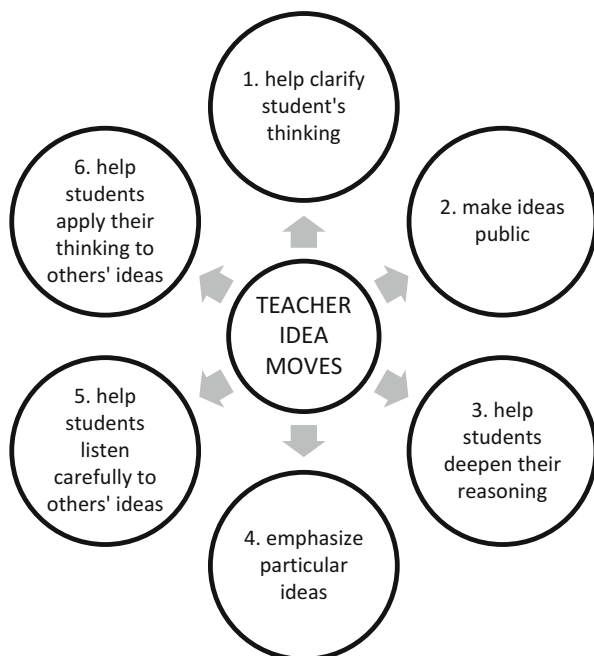 1. help clarify
student's
thinking
2. make ideas
public
3. help
students
deepen their
reasoning
4. emphasize
particular
ideas
5. help
students
listen
carefully to
others' ideas
6. help
students
apply their
thinking to
others' ideas
TEACHER
IDEA
MOVES